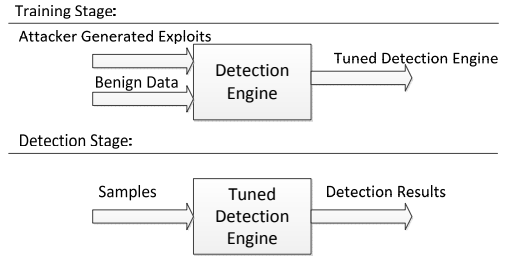 Training Stage:
Attacker Generated Exploits
Benign Data
Detection
Engine
Tuned Detection Engine
Detection Stage:
Samples
Tuned
Detection
Engine
Detection Results